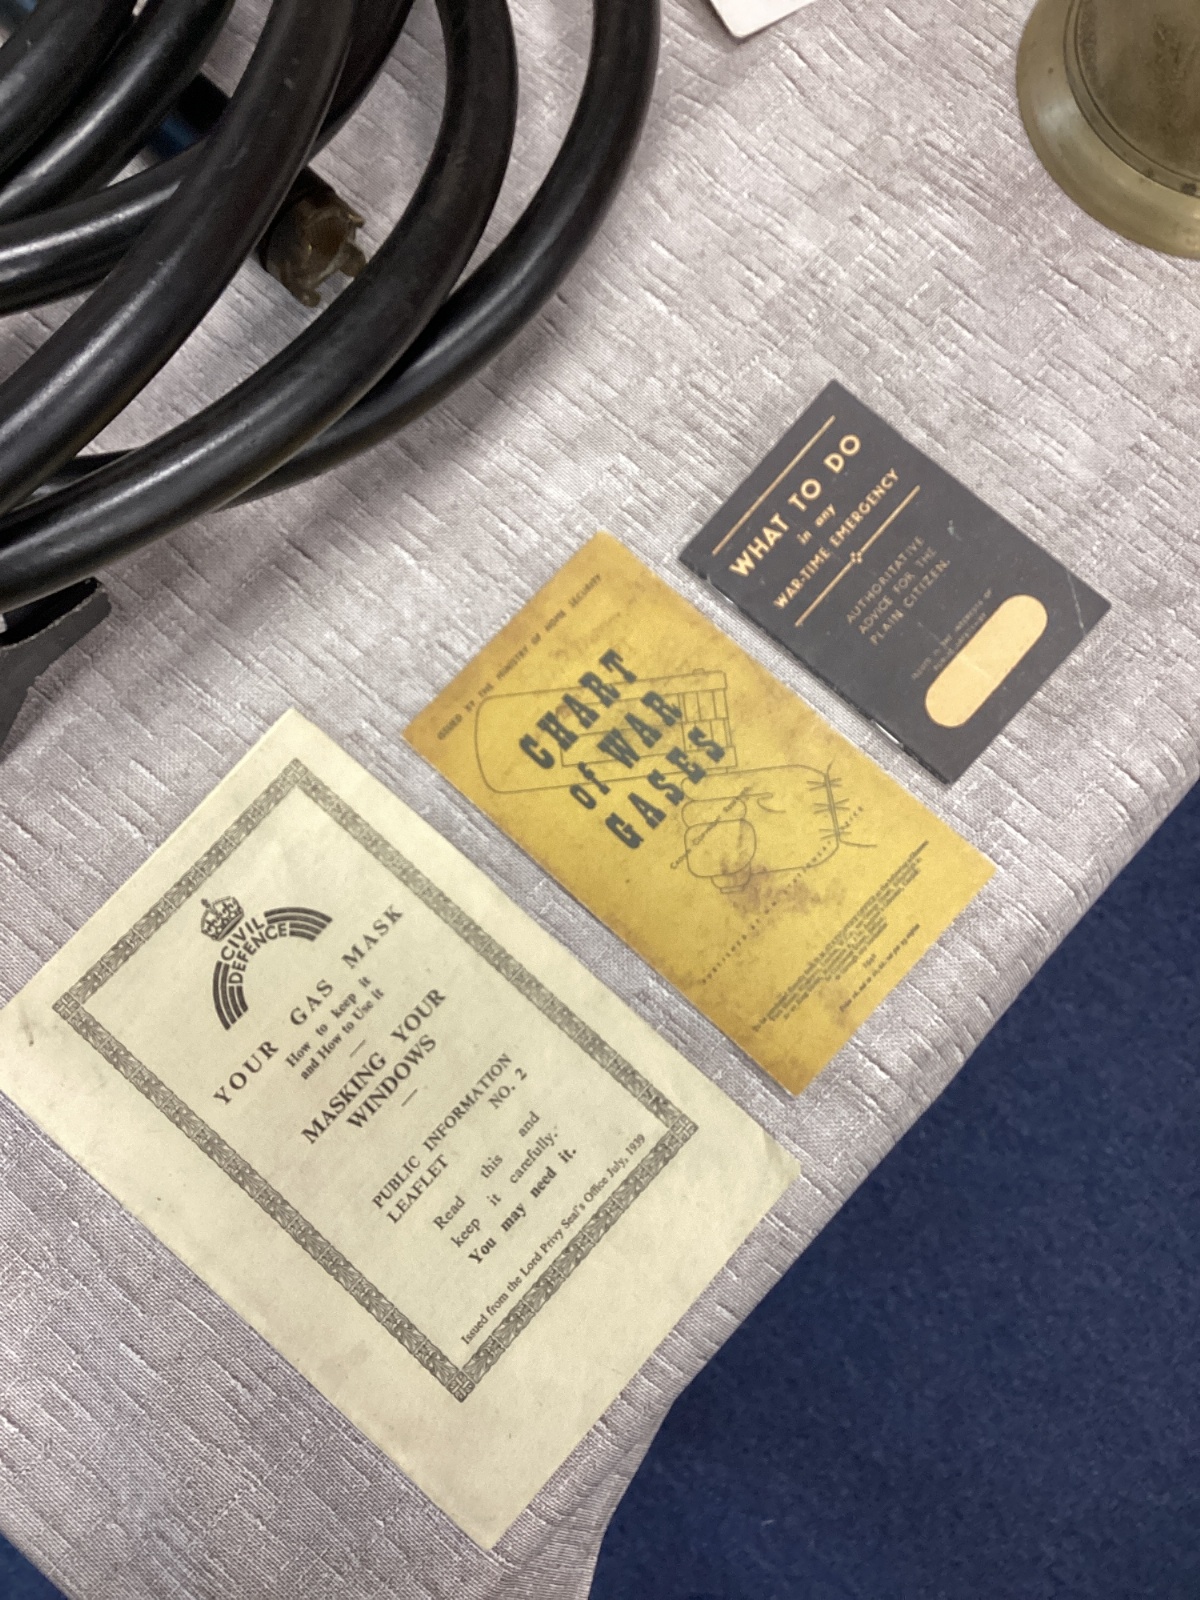 WHAT TO DO
in any
WAR-TIME EMERGENCY
AUTHORITATIVE
ADVICE FOR THE
PLAIN CITIZEN.
ISSUED BY THE MINISTRY OF HOME SECURITY
CHART
of WAR
GASES
CIVIL
DEFENCE
YOUR GAS MASK
How to keep it
and How to Use it
MASKING YOUR
WINDOWS
PUBLIC INFORMATION
LEAFLET NO. 2
Read this and
keep it carefully.
You may need it.
Issued from the Lord Privy Seal's Office July, 1939